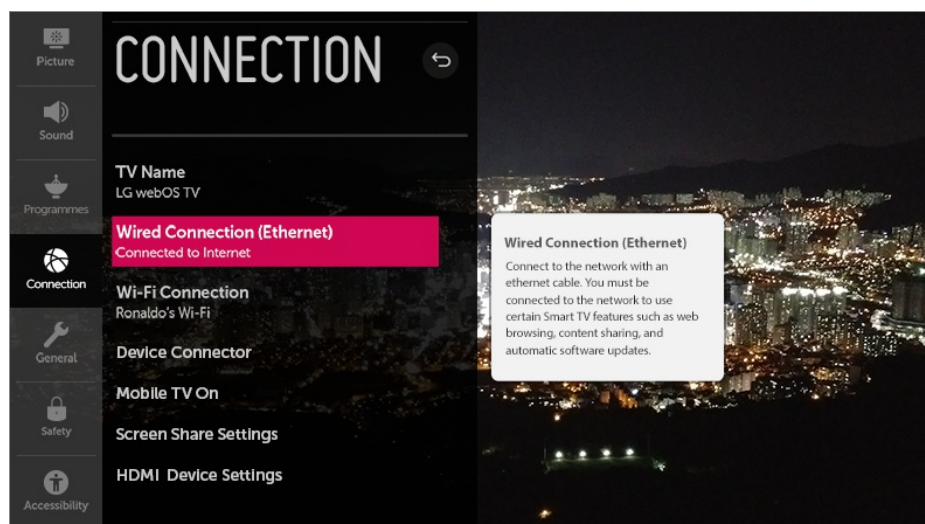 Picture
Sound
Programmes
Connection
General
Safety
Accessibility
CONNECTION
TV Name
LG webOS TV
Wired Connection (Ethernet)
Connected to Internet
Wi-Fi Connection
Ronaldo's Wi-Fi
Device Connector
Mobile TV On
Screen Share Settings
HDMI Device Settings
Wired Connection (Ethernet)
Connect to the network with an
ethernet cable. You must be
connected to the network to use
certain Smart TV features such as web
browsing, content sharing, and
automatic software updates.